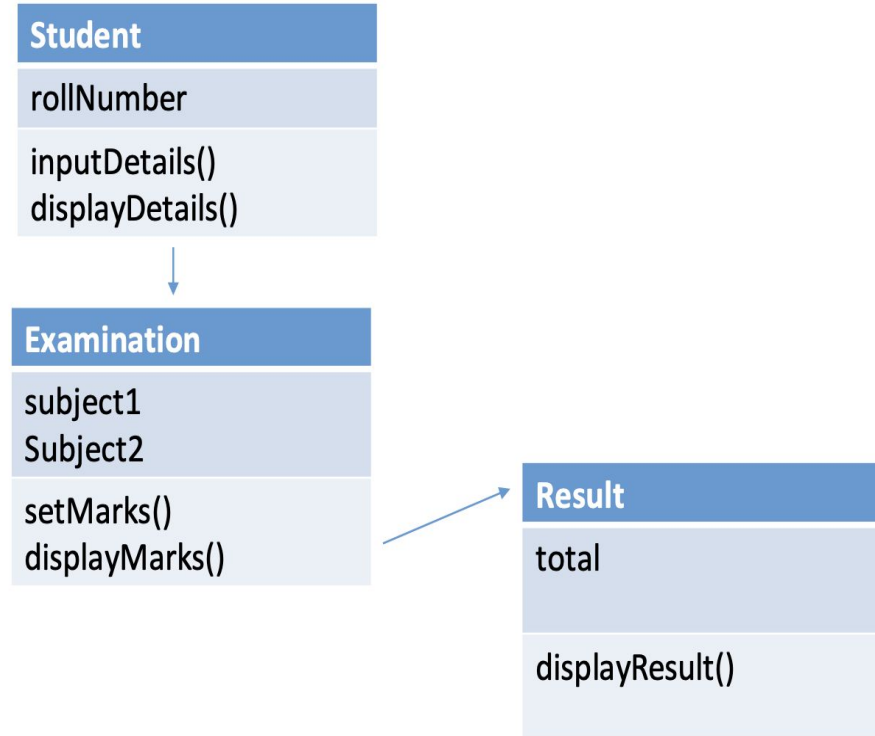 Student
rollNumber
inputDetails()
displayDetails()
Examination
subject1
Subject2
setMarks()
displayMarks()
Result
total
displayResult()